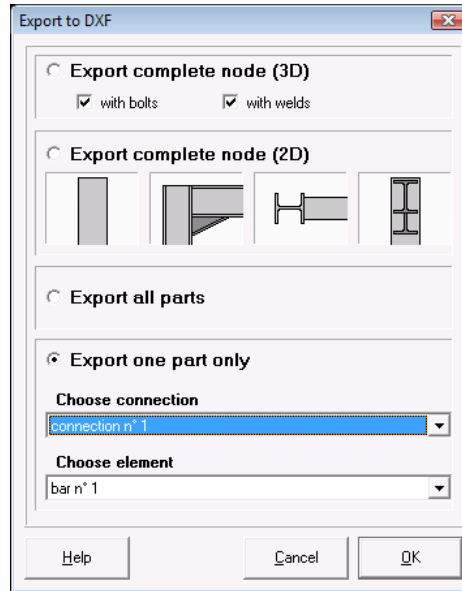 Export to DXF
Export complete node (3D)
with bolts with welds
Export complete node (2D)
Export all parts
Export one part only
Choose connection
connection n° 1
Choose element
bar n° 1
Help Cancel OK